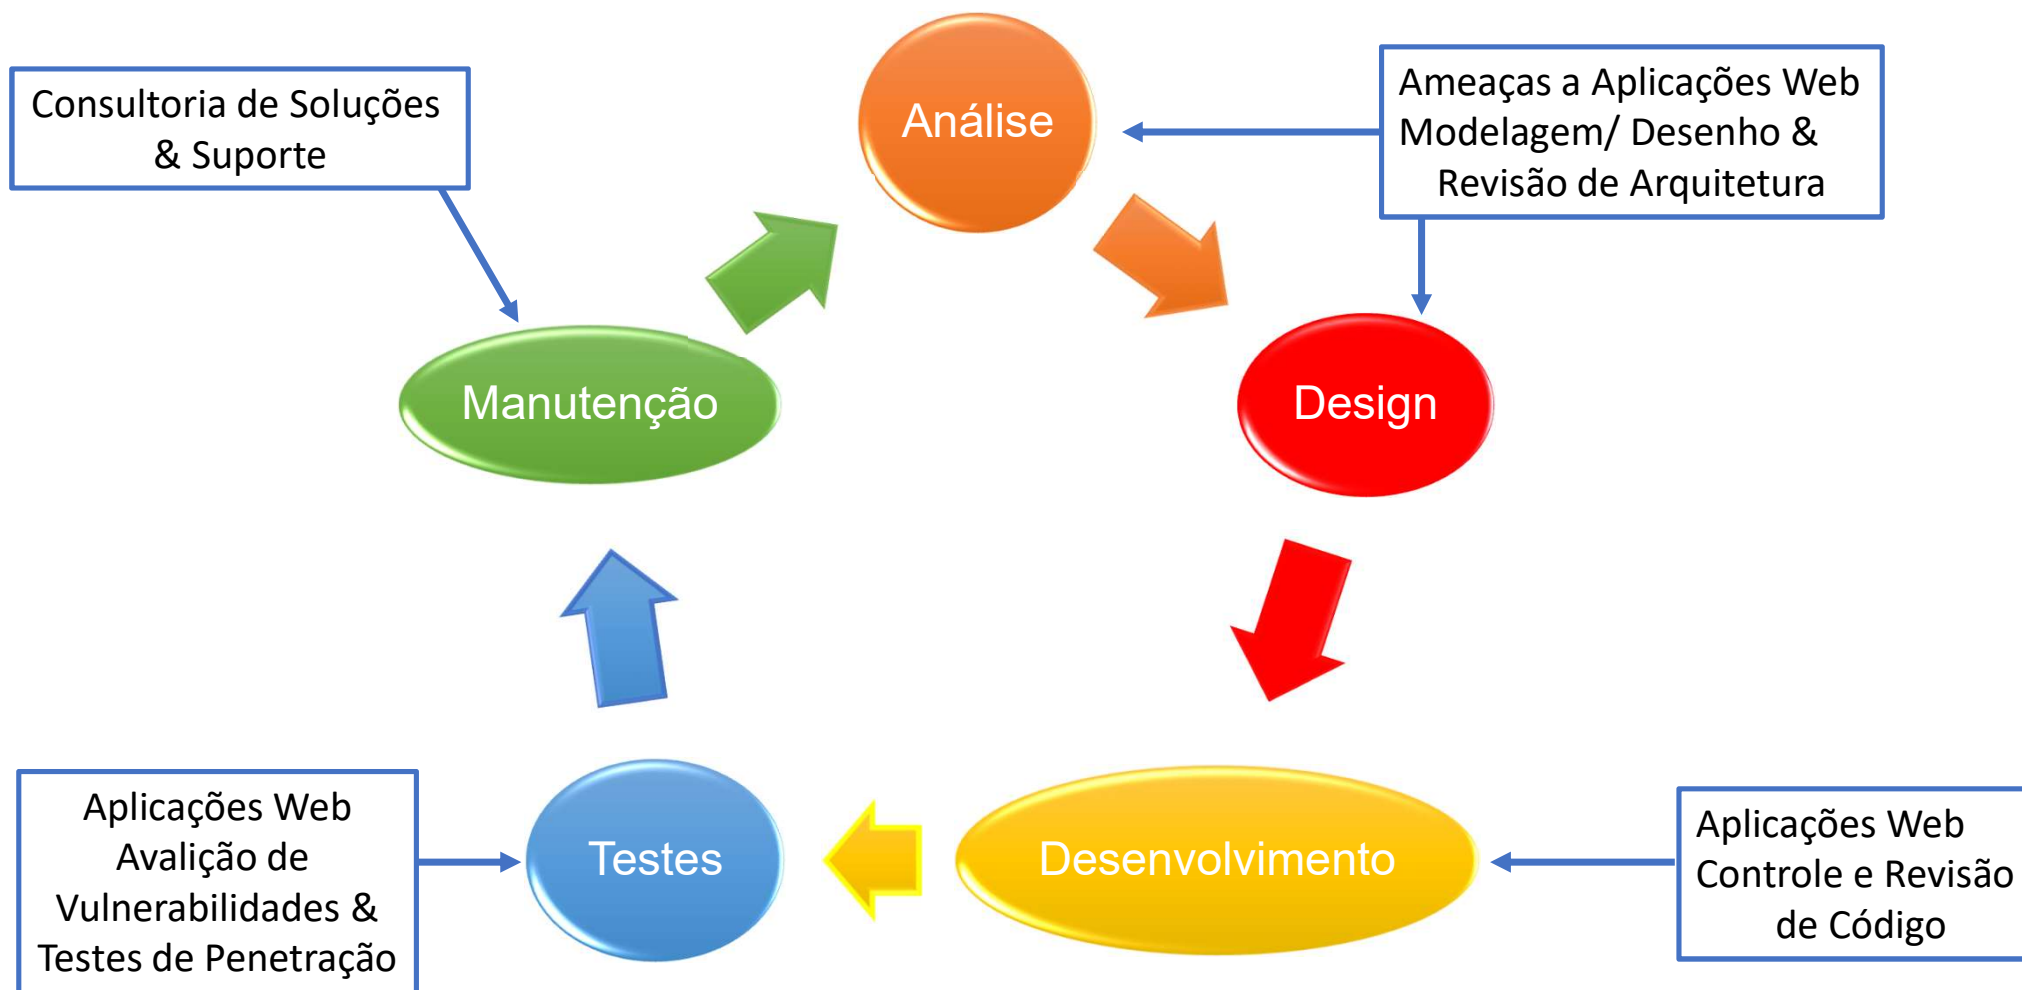 Análise
Ameaças a Aplicações Web
Modelagem/ Desenho &
Revisão de Arquitetura
Consultoria de Soluções
& Suporte
Manutenção
Design
Testes
Desenvolvimento
Aplicações Web
Avalição de
Vulnerabilidades &
Testes de Penetração
Aplicações Web
Controle e Revisão
de Código